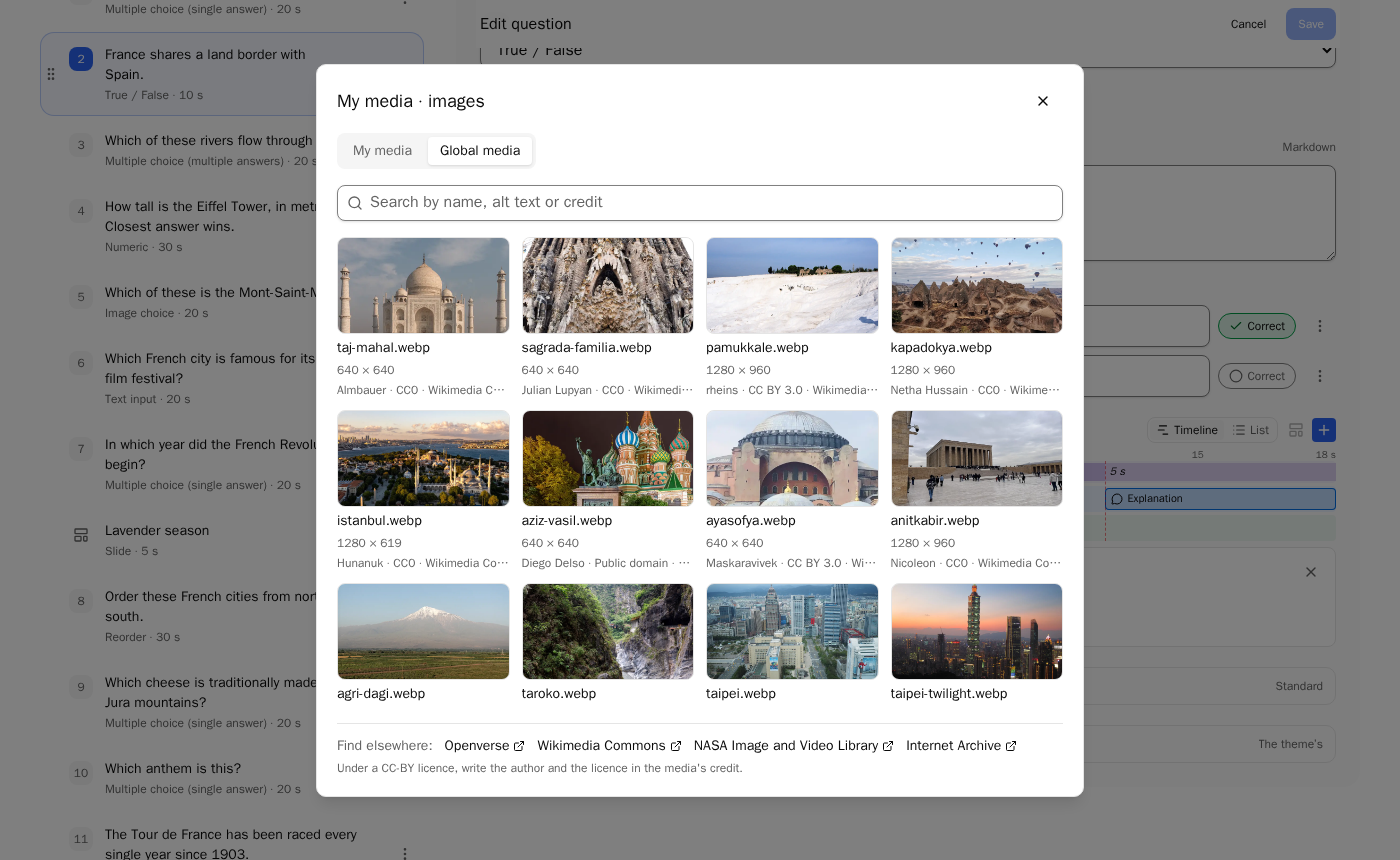 Multiple choice (single answer) · 20 s
2
France shares a land border with
Spain.
True / False · 10 s
3
Which of these rivers flow through
Multiple choice (multiple answers) · 20 s
4
How tall is the Eiffel Tower, in
Closest answer wins.
Numeric · 30 s
5
Which of these is the Mont-Saint-
Image choice · 20 s
6
Which French city is famous for its
film festival?
Text input · 20 s
7
In which year did the French
begin?
Multiple choice (single answer) · 20 s
Lavender season
Slide · 5 s
8
Order these French cities from
south.
Reorder · 30 s
9
Which cheese is traditionally made
Jura mountains?
Multiple choice (single answer) · 20 s
10
Which anthem is this?
Multiple choice (single answer) · 20 s
11
The Tour de France has been raced every
single year since 1903.
Edit question
Cancel
Save
True / False
Markdown
Correct
Correct
Timeline
List
15
18 s
5 s
Explanation
Standard
The theme's
My media · images
My media
Global media
Search by name, alt text or credit
taj-mahal.webp
640 × 640
Almbauer · CC0 · Wikimedia C···
sagrada-familia.webp
640 × 640
Julian Lupyan · CC0 · Wikimedi···
pamukkale.webp
1280 × 960
rheins · CC BY 3.0 · Wikimedia···
kapadokya.webp
1280 × 960
Netha Hussain · CC0 · Wikime···
istanbul.webp
1280 × 619
Hunanuk · CC0 · Wikimedia Co···
aziz-vasil.webp
640 × 640
Diego Delso · Public domain · ···
ayasofya.webp
640 × 640
Maskaravivek · CC BY 3.0 · Wi···
anitkabir.webp
1280 × 960
Nicoleon · CC0 · Wikimedia Co···
agri-dagi.webp
taroko.webp
taipei.webp
taipei-twilight.webp
Find elsewhere: Openverse Wikimedia Commons NASA Image and Video Library Internet Archive
Under a CC-BY licence, write the author and the licence in the media's credit.